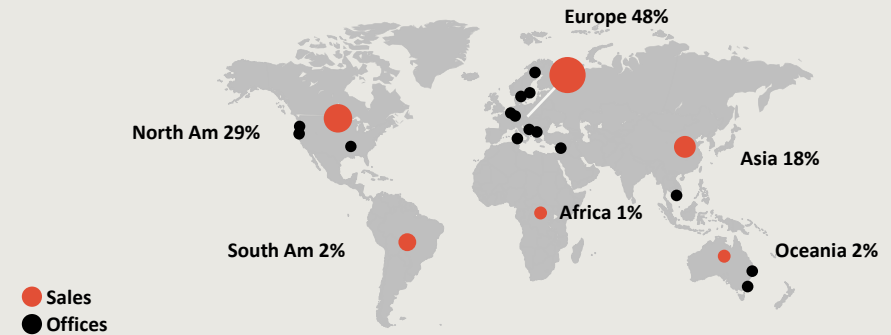 Europe 48%
North Am 29%
Asia 18%
Africa 1%
South Am 2%
Oceania 2%
Sales
Offices